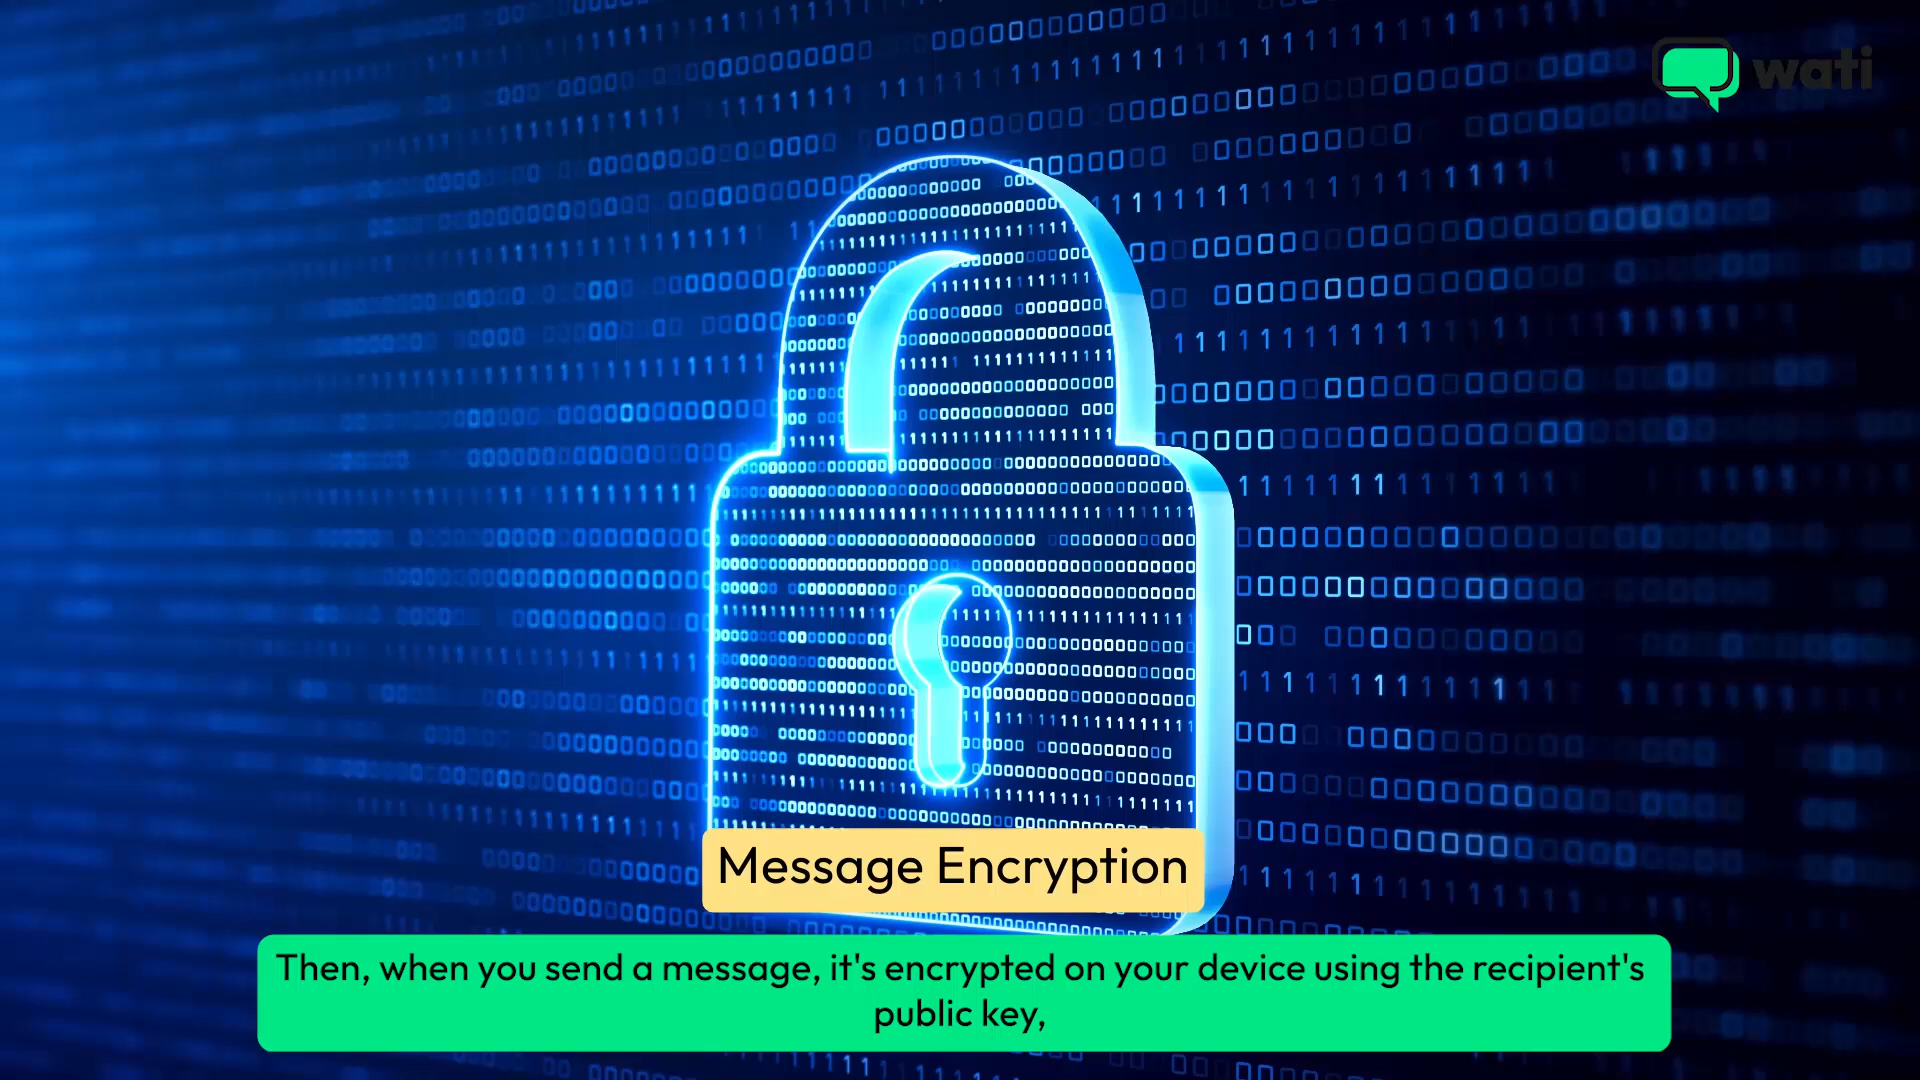 wati
Message Encryption
Then, when you send a message, it's encrypted on your device using the recipient's
public key,